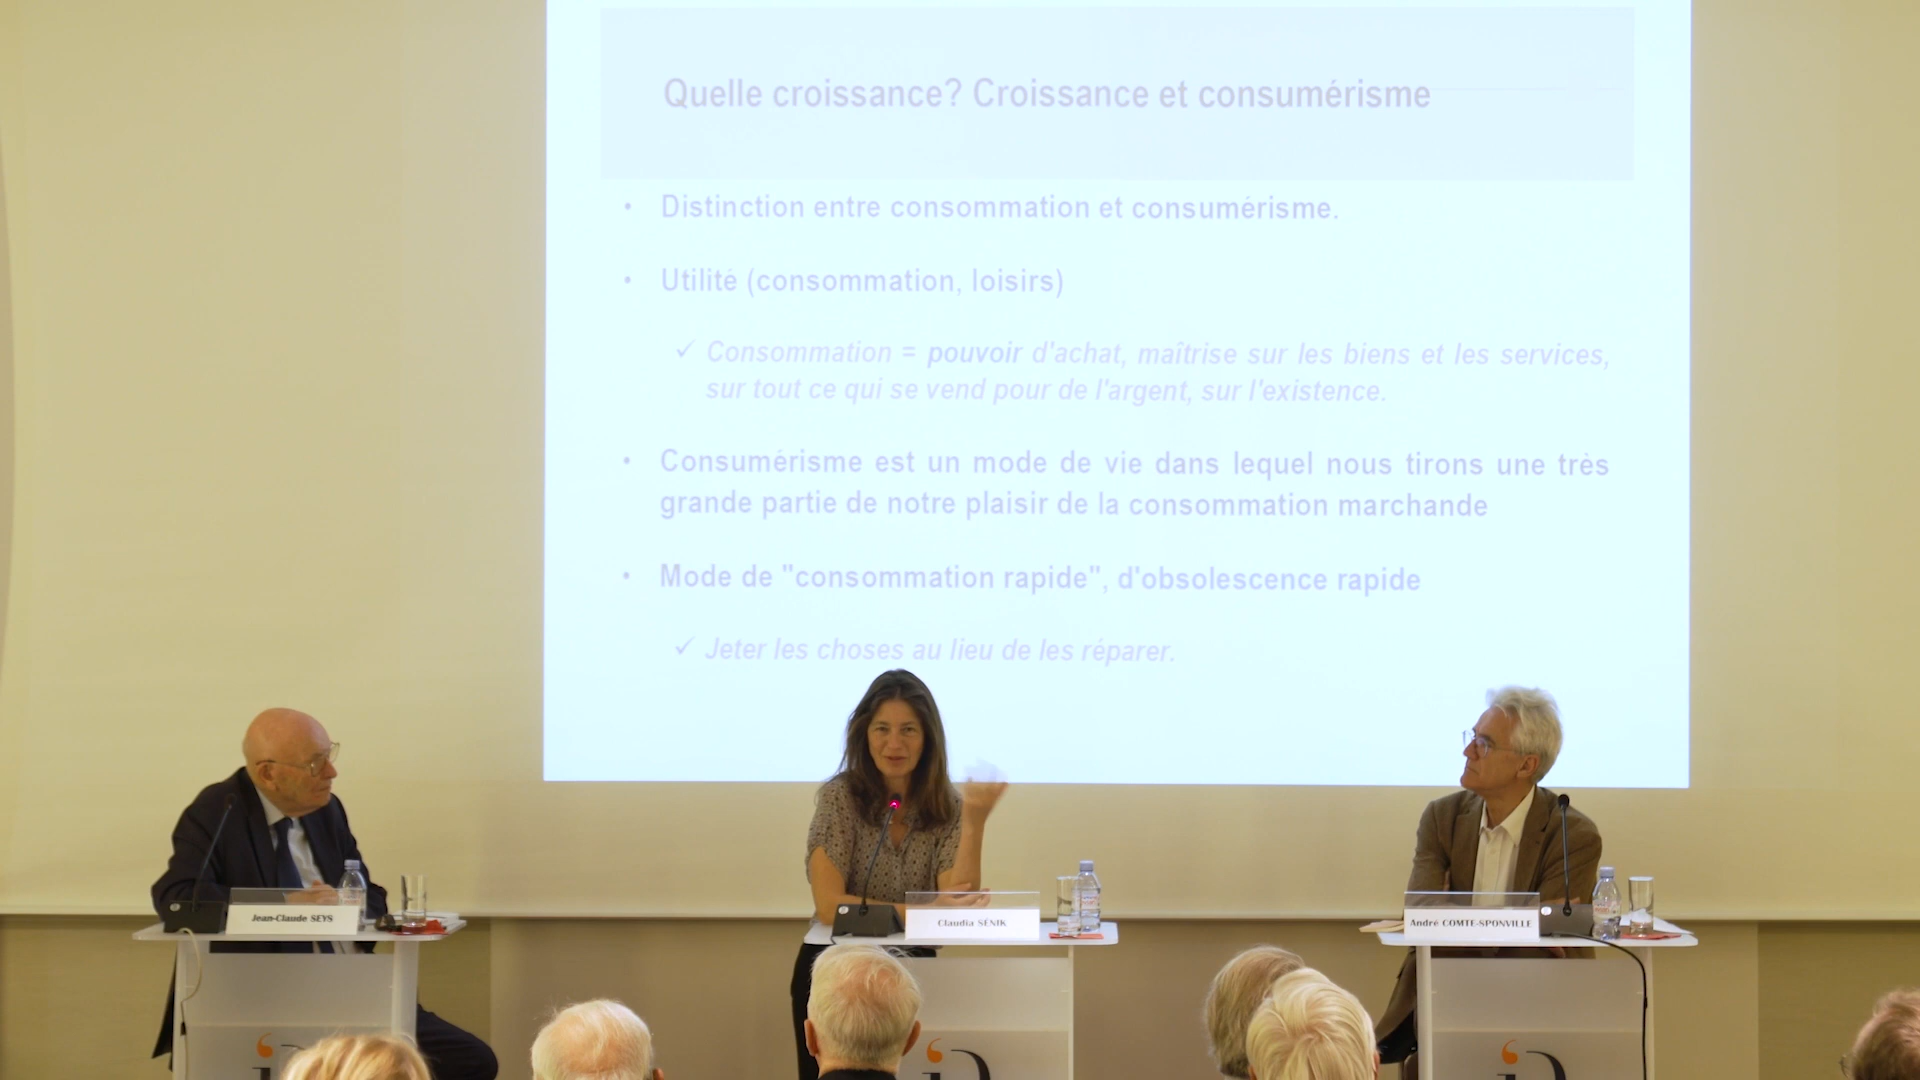 Quelle croissance? Croissance et consumérisme
• Distinction entre consommation et consumérisme.
• Utilité (consommation, loisirs)
✓ Consommation = pouvoir d'achat, maîtrise sur les biens et les services,
sur tout ce qui se vend pour de l'argent, sur l'existence.
• Consumérisme est un mode de vie dans lequel nous tirons une très
grande partie de notre plaisir de la consommation marchande
• Mode de "consommation rapide", d'obsolescence rapide
✓ Jeter les choses au lieu de les réparer.
Jean-Claude SEYS
Claudia SÉNIK
André COMTE-SPONVILLE